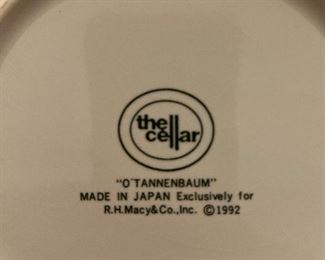 the
cellar
"O'TANNENBAUM"
MADE IN JAPAN Exclusively for
R.H.Macy&Co.,Inc. ©1992